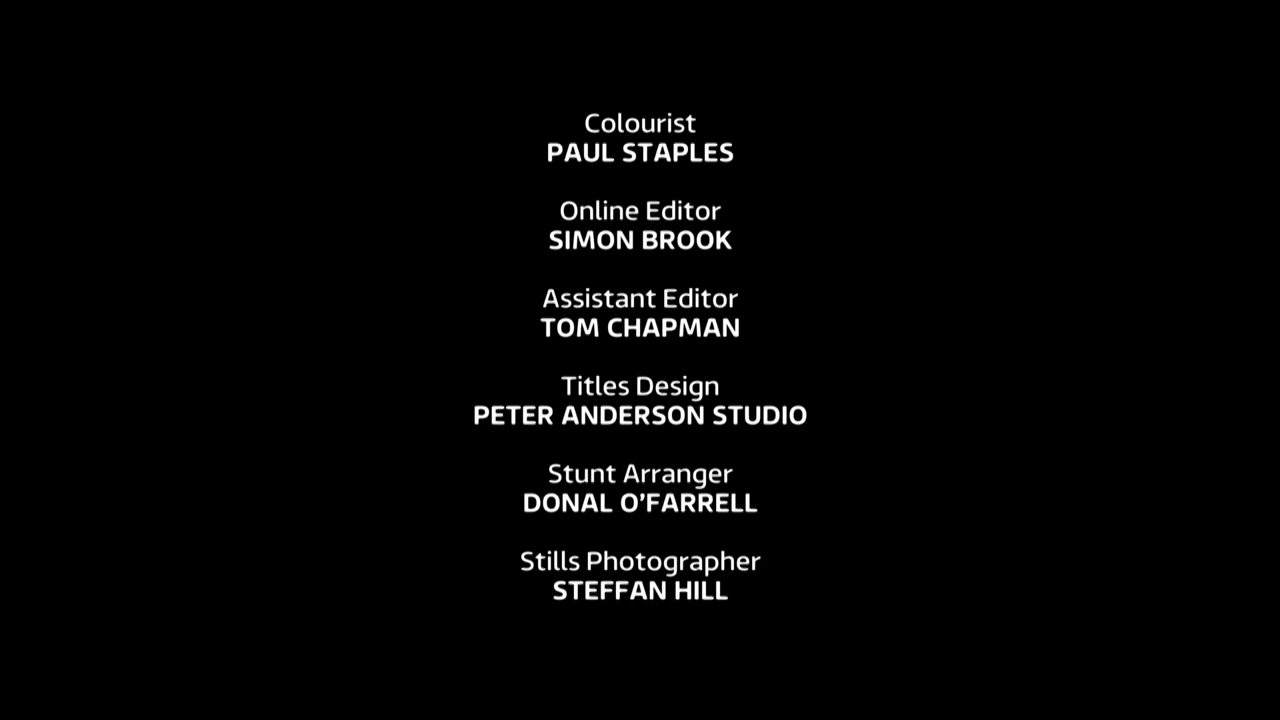 Colourist
PAUL STAPLES
Online Editor
SIMON BROOK
Assistant Editor
TOM CHAPMAN
Titles Design
PETER ANDERSON STUDIO
Stunt Arranger
DONAL O’FARRELL
Stills Photographer
STEFFAN HILL